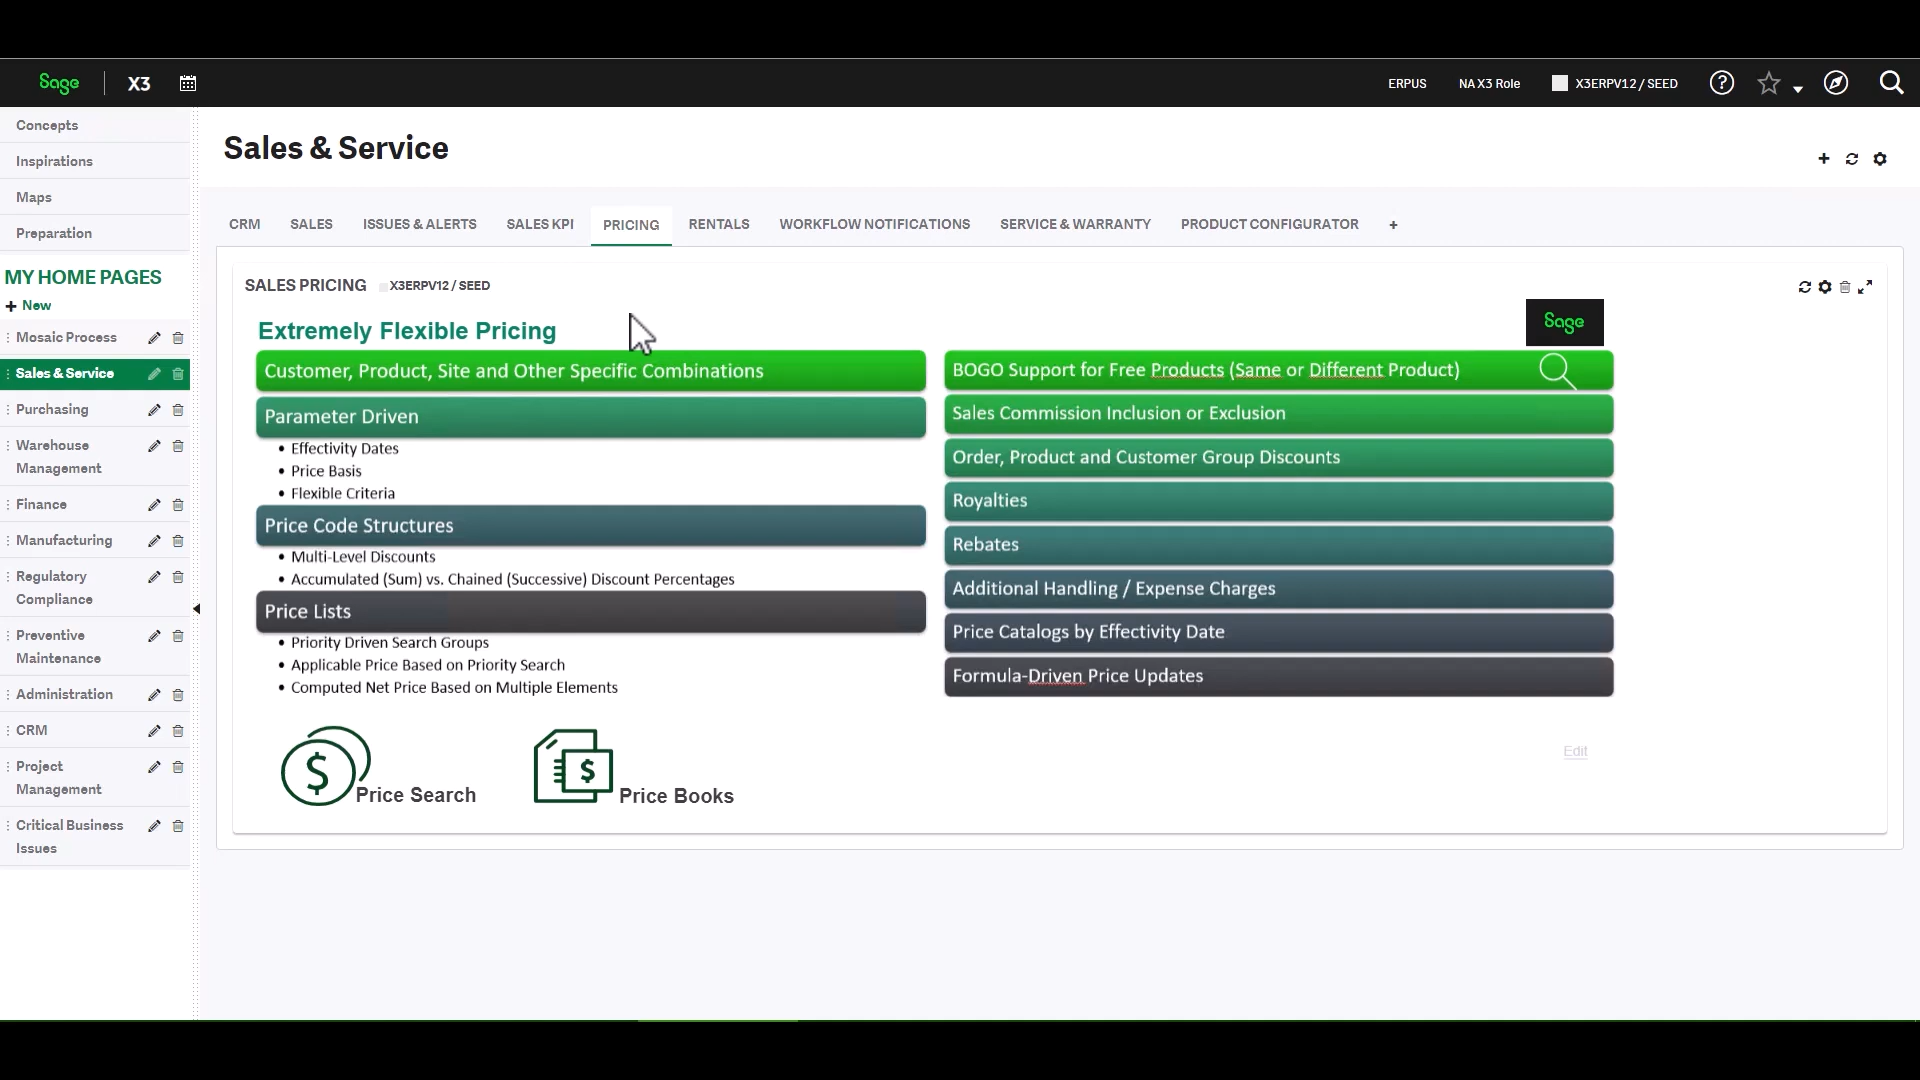 Sage
X3
ERPUS
NA X3 Role
X3ERPV12 / SEED
Concepts
Inspirations
Maps
Preparation
MY HOME PAGES
New
Mosaic Process
Sales & Service
Purchasing
Warehouse
Management
Finance
Manufacturing
Regulatory
Compliance
Preventive
Maintenance
Administration
CRM
Project
Management
Critical Business
Issues
Sales & Service
CRM
SALES
ISSUES & ALERTS
SALES KPI
PRICING
RENTALS
WORKFLOW NOTIFICATIONS
SERVICE & WARRANTY
PRODUCT CONFIGURATOR
+
SALES PRICING
X3ERPV12 / SEED
Extremely Flexible Pricing
Sage
Customer, Product, Site and Other Specific Combinations
Parameter Driven
• Effectivity Dates
• Price Basis
• Flexible Criteria
Price Code Structures
• Multi-Level Discounts
• Accumulated (Sum) vs. Chained (Successive) Discount Percentages
Price Lists
• Priority Driven Search Groups
• Applicable Price Based on Priority Search
• Computed Net Price Based on Multiple Elements
BOGO Support for Free Products (Same or Different Product)
Sales Commission Inclusion or Exclusion
Order, Product and Customer Group Discounts
Royalties
Rebates
Additional Handling / Expense Charges
Price Catalogs by Effectivity Date
Formula-Driven Price Updates
Price Search
Price Books
Edit